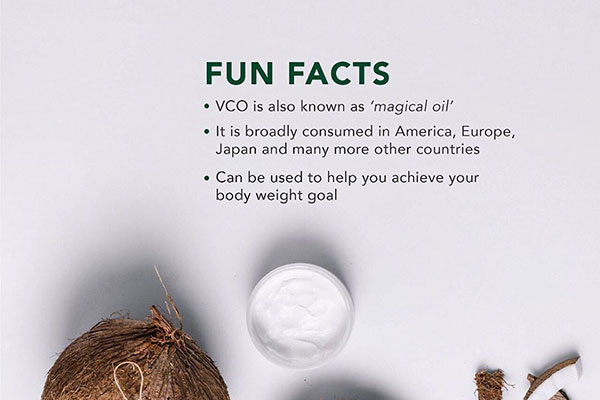 FUN FACTS
• VCO is also known as ‘magical oil’
• It is broadly consumed in America, Europe,
Japan and many more other countries
• Can be used to help you achieve your
body weight goal